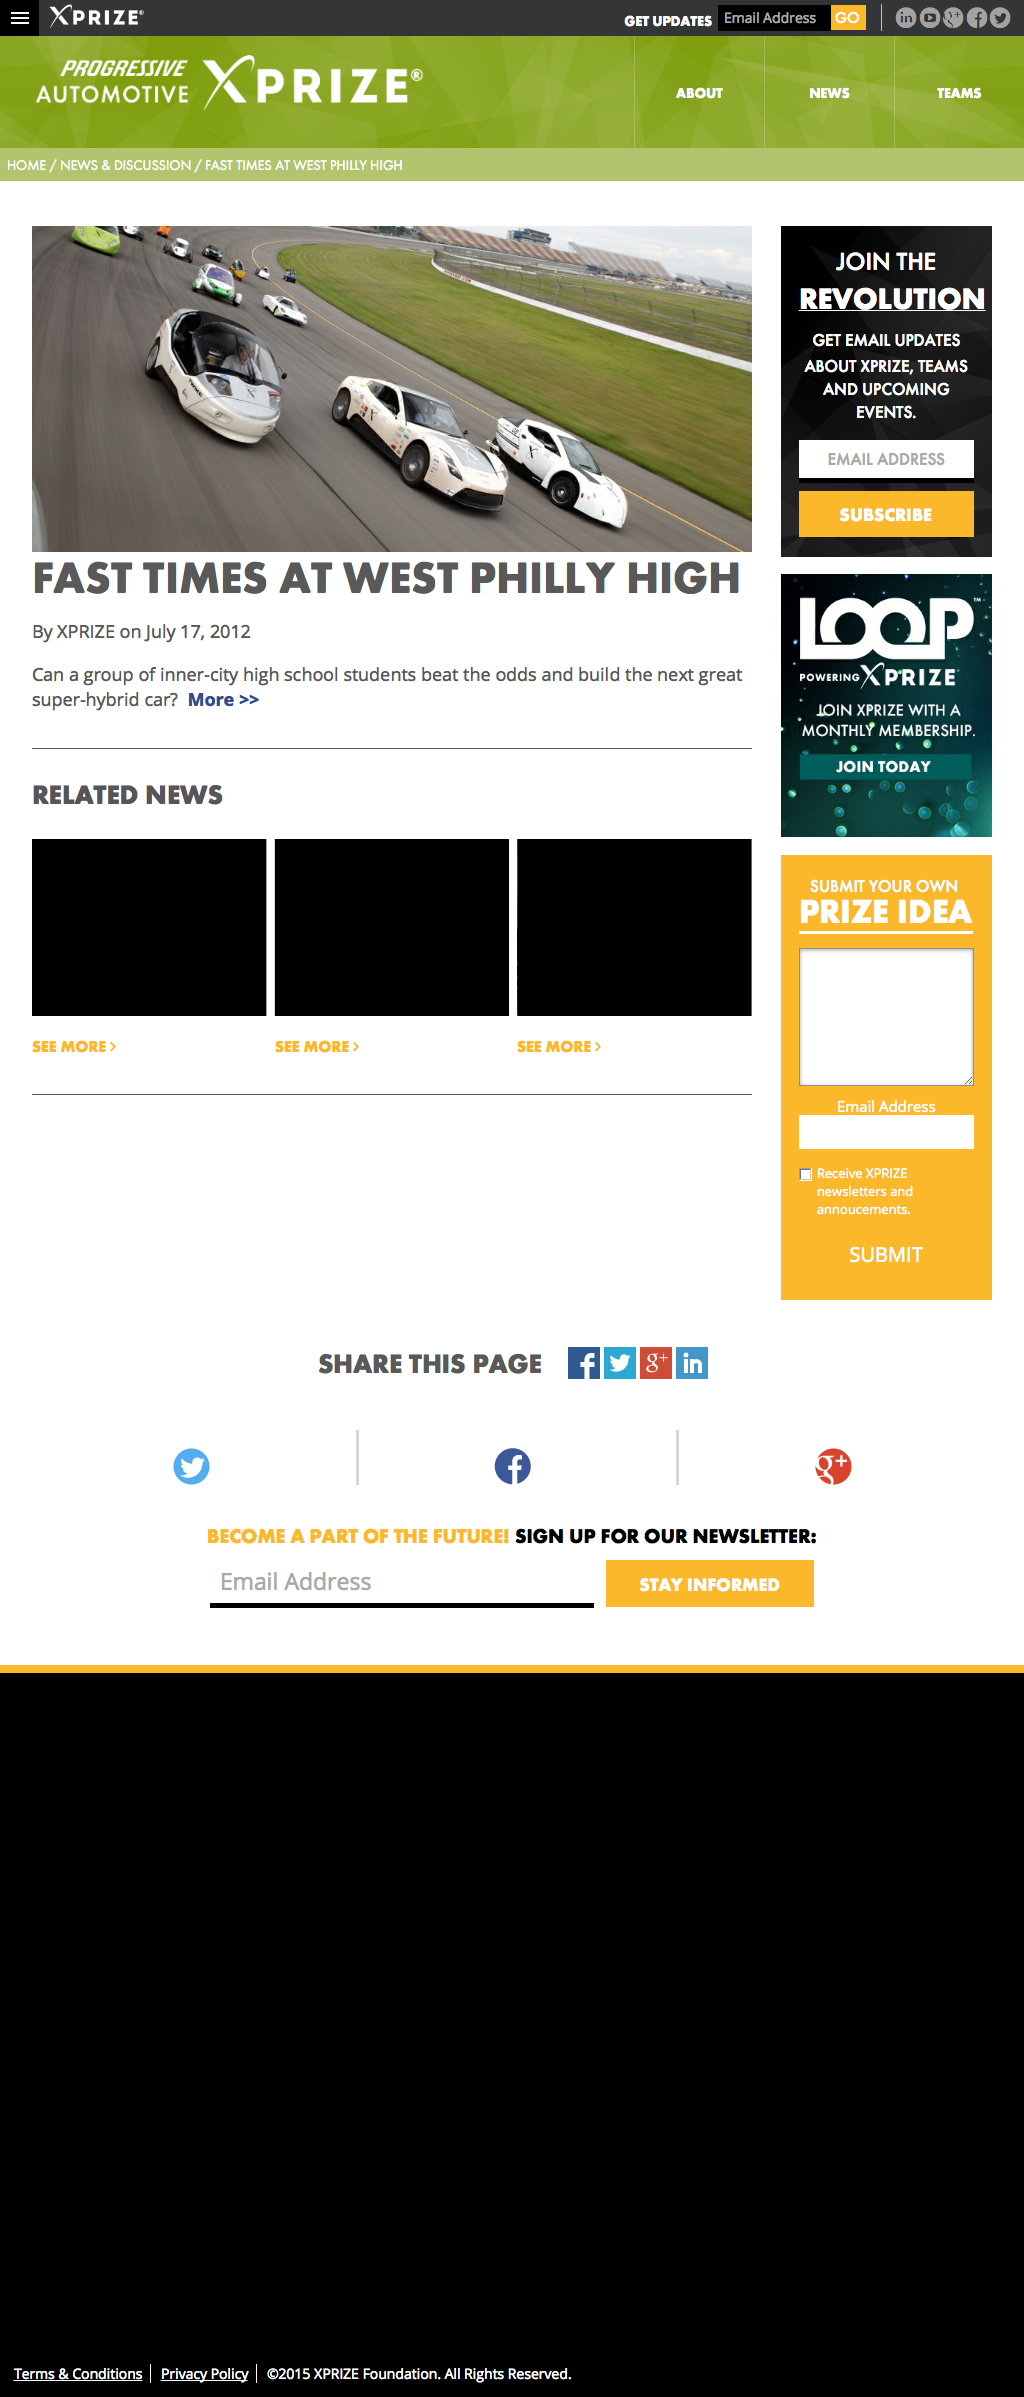 XPRIZE®
GET UPDATES
Email Address
GO
PROGRESSIVE
AUTOMOTIVE
XPRIZE®
ABOUT
NEWS
TEAMS
HOME / NEWS & DISCUSSION / FAST TIMES AT WEST PHILLY HIGH
FAST TIMES AT WEST PHILLY HIGH
By XPRIZE on July 17, 2012
Can a group of inner-city high school students beat the odds and build the next great
super-hybrid car? More >>
RELATED NEWS
SEE MORE >
SEE MORE >
SEE MORE >
JOIN THE
REVOLUTION
GET EMAIL UPDATES
ABOUT XPRIZE, TEAMS
AND UPCOMING
EVENTS.
EMAIL ADDRESS
SUBSCRIBE
LOOP™
POWERING XPRIZE
JOIN XPRIZE WITH A
MONTHLY MEMBERSHIP.
JOIN TODAY
SUBMIT YOUR OWN
PRIZE IDEA
Email Address
Receive XPRIZE
newsletters and
annoucements.
SUBMIT
SHARE THIS PAGE
BECOME A PART OF THE FUTURE! SIGN UP FOR OUR NEWSLETTER:
Email Address
STAY INFORMED
Terms & Conditions
Privacy Policy
©2015 XPRIZE Foundation. All Rights Reserved.